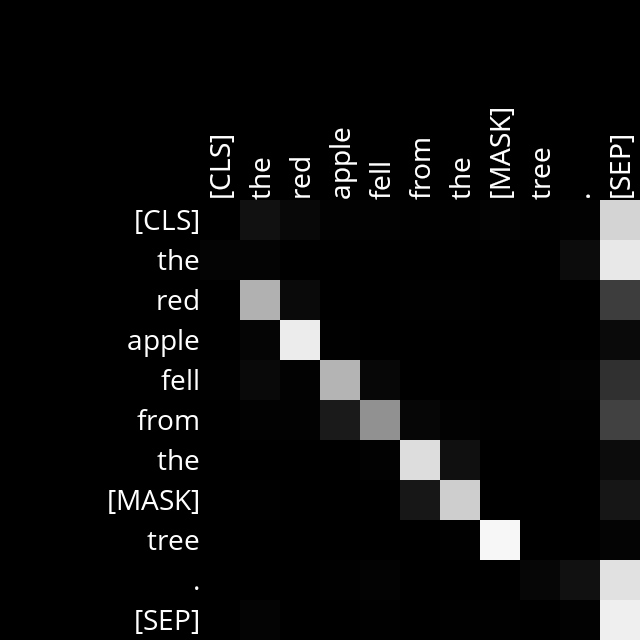 [CLS] the red apple fell from the [MASK] tree . [SEP]
[CLS]
the
red
apple
fell
from
the
[MASK]
tree
.
[SEP]